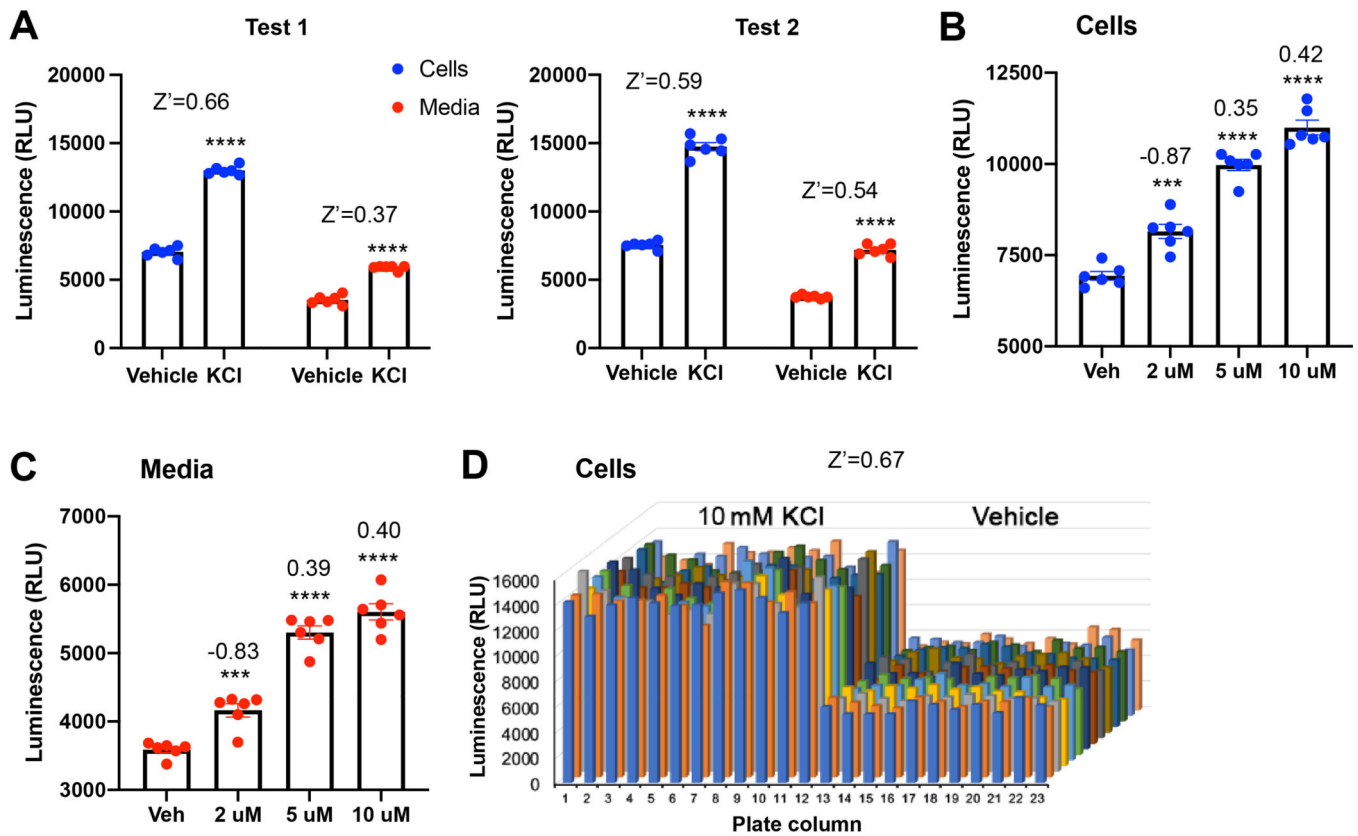 A
Test 1
Luminescence (RLU)
20000
15000
10000
5000
0
Z'=0.66
****
Cells
Media
Z'=0.37
****
Vehicle KCl
Vehicle KCl
Test 2
Luminescence (RLU)
20000
15000
10000
5000
0
Z'=0.59
****
Z'=0.54
****
Vehicle KCl
Vehicle KCl
B
Cells
Luminescence (RLU)
12500
10000
7500
5000
-0.87
***
0.35
****
0.42
****
Veh 2 uM 5 uM 10 uM
C
Media
Luminescence (RLU)
7000
6000
5000
4000
3000
-0.83
***
0.39
****
0.40
****
Veh 2 uM 5 uM 10 uM
D
Cells
Z'=0.67
10 mM KCl
Vehicle
Luminescence (RLU)
16000
14000
12000
10000
8000
6000
4000
2000
0
1 2 3 4 5 6 7 8 9 10 11 12 13 14 15 16 17 18 19 20 21 22 23
Plate column